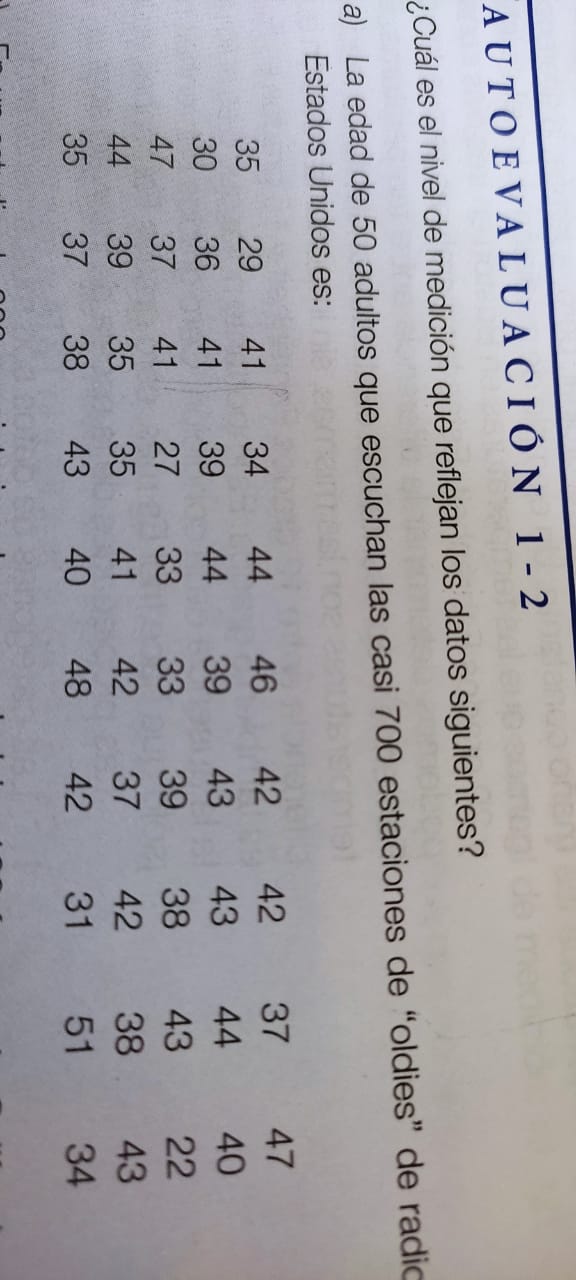 AUTOEVALUACIÓN 1-2
¿Cuál es el nivel de medición que reflejan los datos siguientes?
a) La edad de 50 adultos que escuchan las casi 700 estaciones de “oldies” de radio
Estados Unidos es:
35 29 41 34 44 46 42 42 37 47
30 36 41 39 44 39 43 43 44 40
47 37 41 27 33 33 39 38 43 22
44 39 35 35 41 42 37 42 38 43
35 37 38 43 40 48 42 31 51 34